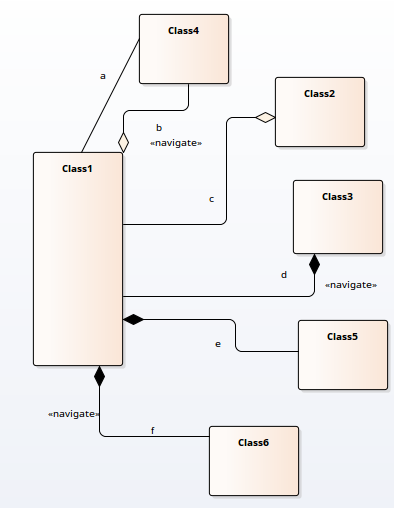 Class4
a
Class2
b
«navigate»
Class1
Class3
c
d
«navigate»
Class5
e
«navigate»
f
Class6